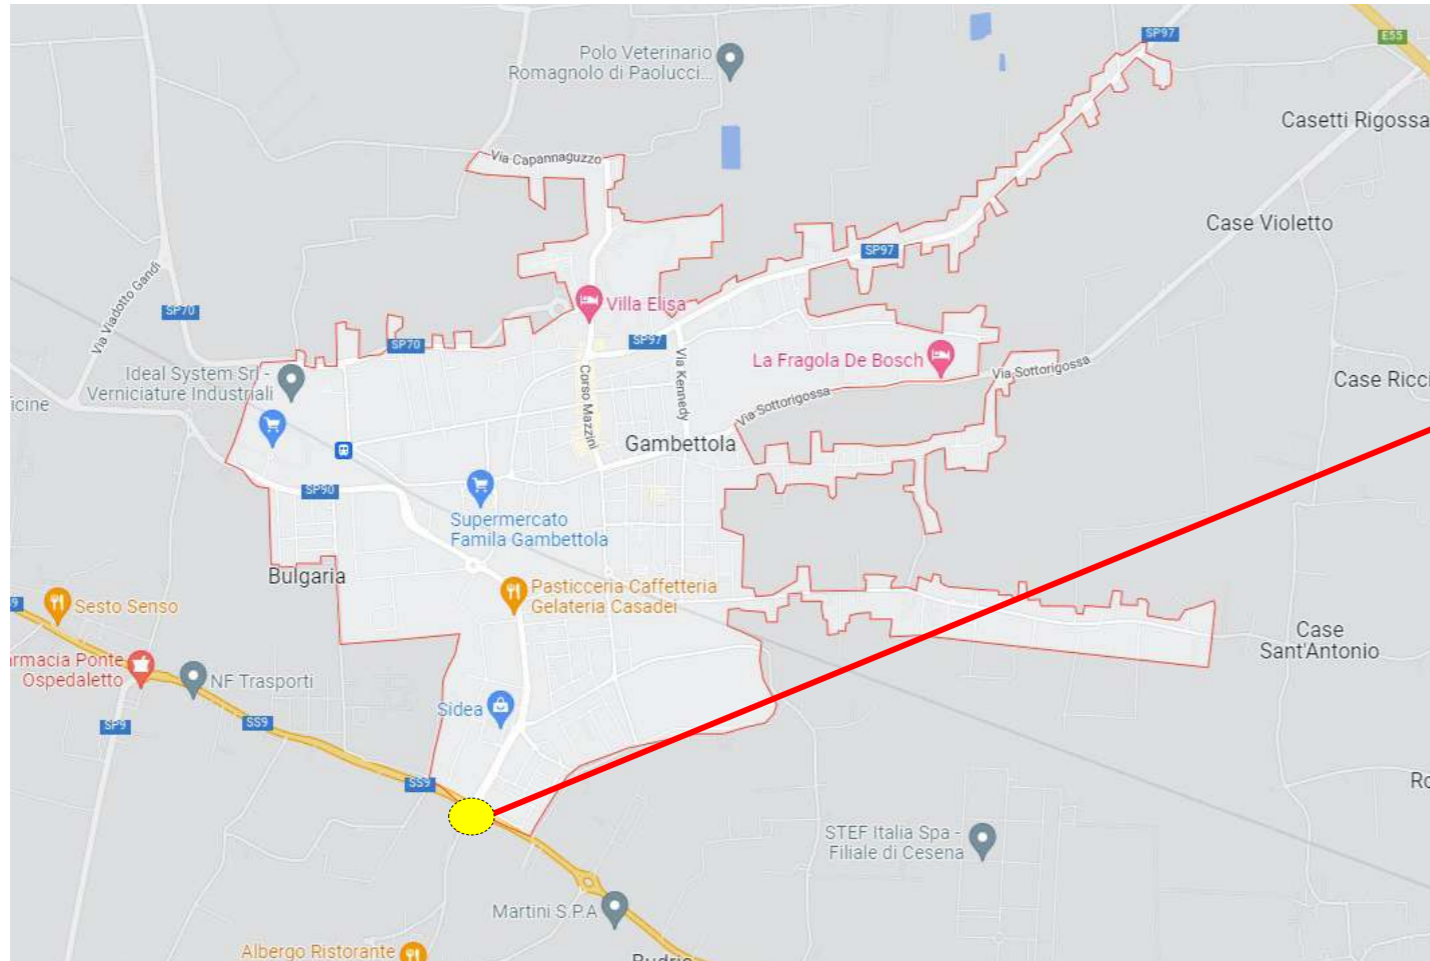 SP97
E55
Polo Veterinario
Romagnolo di Paolucci...
Casetti Rigossa
Via Capannaguzzo
Case Violetto
SP97
Via Viadotto Gandi
SP70
Villa Elisa
SP70
SP97
Via Kennedy
La Fragola De Bosch
Via Sottorigossa
Case Ricci
Ideal System Srl -
Verniciature Industriali
Corso Mazzini
Via Sottorigossa
icine
Gambettola
SP90
Supermercato
Famila Gambettola
Bulgaria
Pasticceria Caffetteria
Gelateria Casadei
9
Sesto Senso
Case
Sant'Antonio
armacia Ponte
Ospedaletto
NF Trasporti
SP9
SS9
Sidea
SS9
Ro
STEF Italia Spa -
Filiale di Cesena
Martini S.P.A
Albergo Ristorante